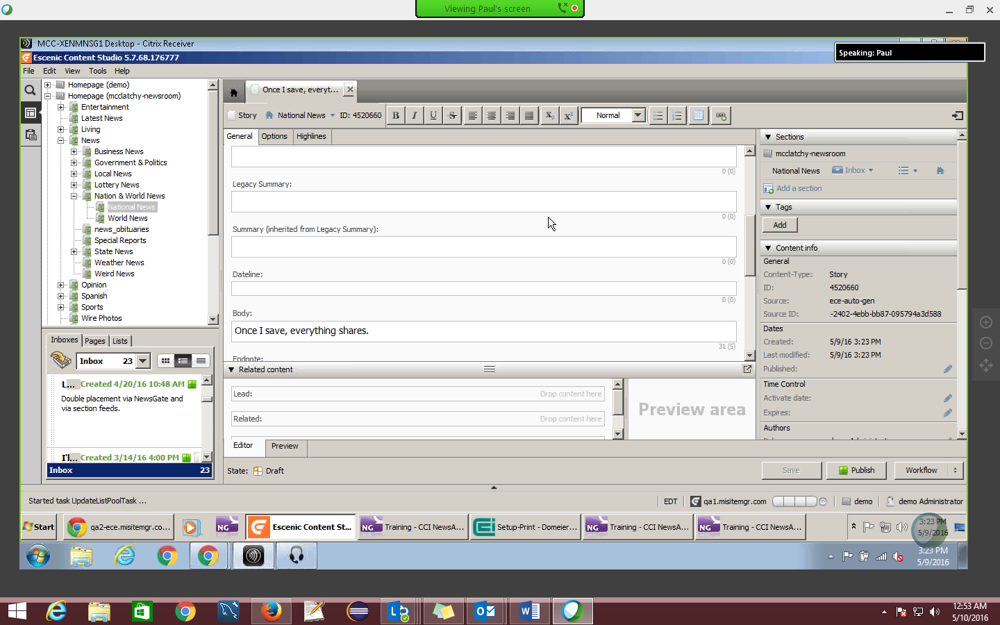 Viewing Paul's screen
MCC-XENMNSG1 Desktop - Citrix Receiver
Escenic Content Studio 5.7.68.176777
Speaking: Paul
File Edit View Tools Help
Homepage (demo)
Homepage (mcclatchy-newsroom)
Entertainment
Latest News
Living
News
Business News
Government & Politics
Local News
Lottery News
Nation & World News
National News
World News
news_obituaries
Special Reports
State News
Weather News
Weird News
Opinion
Spanish
Sports
Wire Photos
Inboxes Pages Lists
Inbox 23
L... Created 4/20/16 10:48 AM
Double placement via NewsGate and
via section feeds.
I'l... Created 3/14/16 4:00 PM
Inbox 23
Once I save, everyt...
Story National News ID: 4520660 B I U S Normal
General Options Highlines
0 (0)
Legacy Summary:
0 (0)
Summary (inherited from Legacy Summary):
0 (0)
Dateline:
0 (0)
Body:
Once I save, everything shares.
31 (5)
Endnote:
Related content
Lead: Drop content here
Related: Drop content here
Preview area
Editor Preview
State: Draft
Save Publish Workflow
Sections
mcclatchy-newsroom
National News Inbox
Add a section
Tags
Add
Content info
General
Content-Type: Story
ID: 4520660
Source: ece-auto-gen
Source ID: :-2402-4ebb-bb87-095794a3d588
Dates
Created: 5/9/16 3:23 PM
Last modified: 5/9/16 3:23 PM
Published:
Time Control
Activate date:
Expires:
Authors
Started task UpdateListPoolTask ...
EDT qa1.misitemgr.com demo demo Administrator
Start qa2-ece.misitemgr.co... NG Escenic Content St... NG Training - CCI NewsA... Setup-Print - Domeier... NG Training - CCI NewsA... NG Training - CCI NewsA...
3:23 PM
5/9/2016
3:23 PM
5/9/2016
12:53 AM
5/10/2016